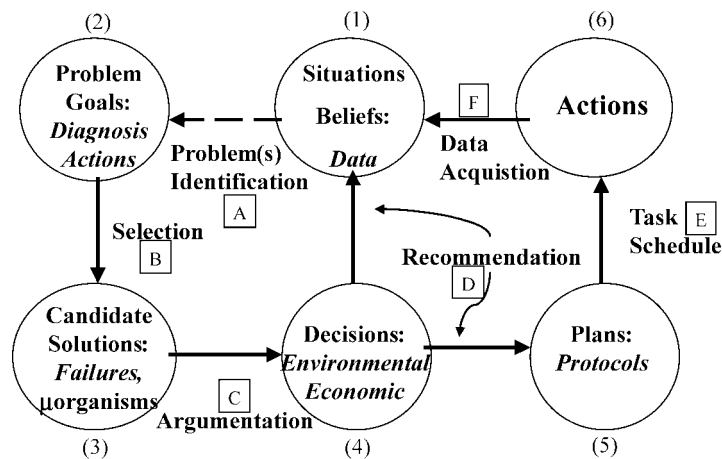 (2)
(1)
(6)
Problem
Goals:
Diagnosis
Actions
Situations
Beliefs:
Data
Actions
F
Data
Acquistion
Problem(s)
Identification
A
Selection
B
Recommendation
D
Task E
Schedule
Candidate
Solutions:
Failures,
μorganisms
C
Argumentation
Decisions:
Environmental
Economic
Plans:
Protocols
(3)
(4)
(5)